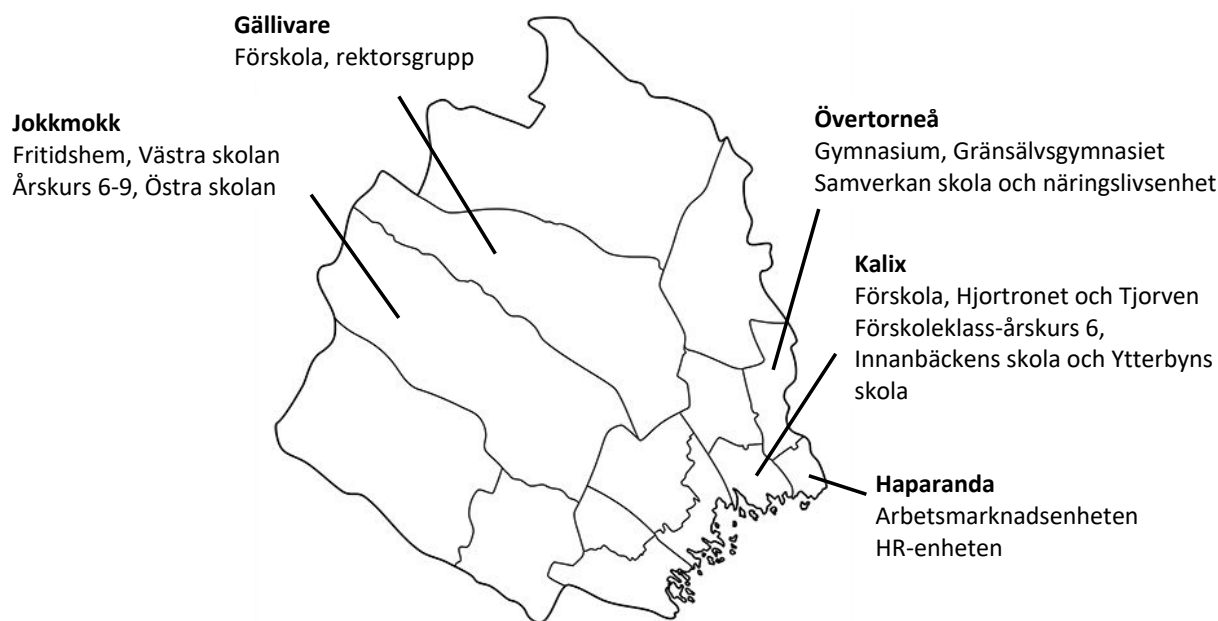 Gällivare
Förskola, rektorsgrupp
Jokkmokk
Fritidshem, Västra skolan
Årskurs 6-9, Östra skolan
Övertorneå
Gymnasium, Gränsälvsgymnasiet
Samverkan skola och näringslivsenhet
Kalix
Förskola, Hjortronet och Tjorven
Förskoleklass-årskurs 6,
Innanbäckens skola och Ytterbyns
skola
Haparanda
Arbetsmarknadsenheten
HR-enheten